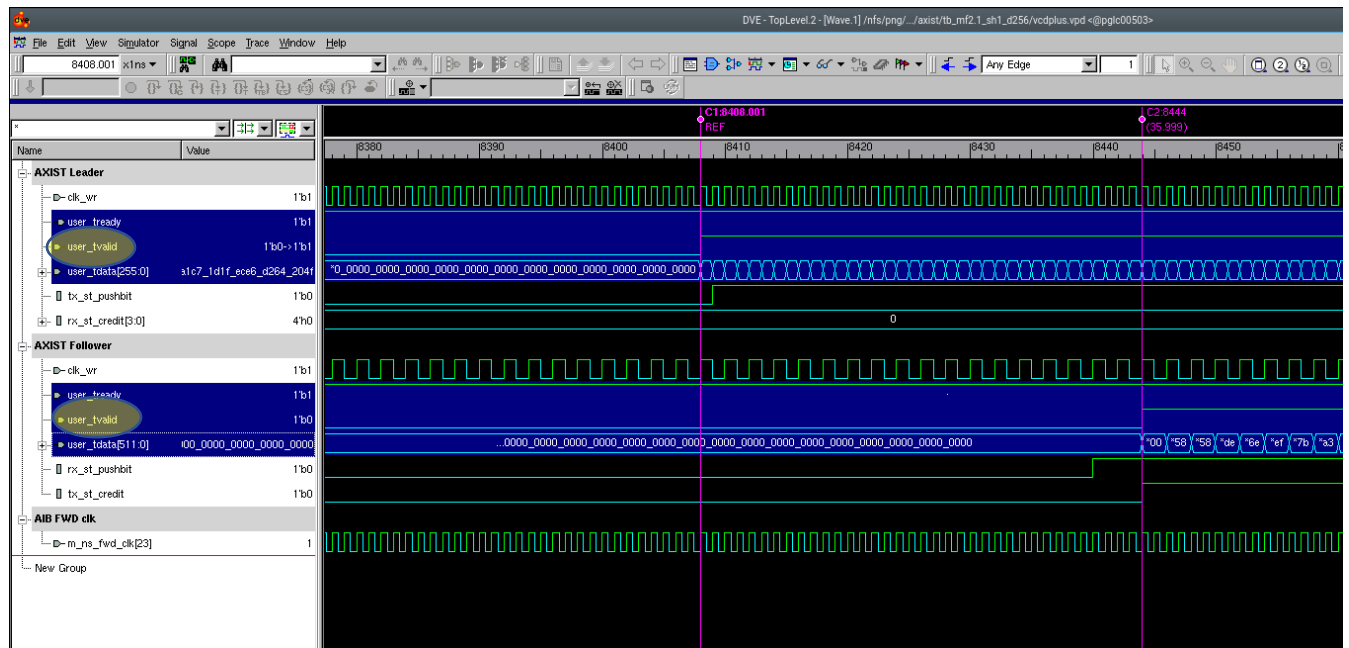 dve
DVE - TopLevel.2 - [Wave.1] /nfs/png/.../axist/tb_mf2.1_sh1_d256/vcdplus.vpd <@pglc00503>
File Edit View Simulator Signal Scope Trace Window Help
8408.001 x1ns Any Edge 1
C1:8408.001 C2:8444
REF (35.999)
*
Name Value 8380 8390 8400 8410 8420 8430 8440 8450
AXIST Leader
clk_wr 1'b1
user_tready 1'b1
user_tvalid 1'b0->1'b1
user_tdata[255:0] a1c7_1d1f_ece6_d264_204f *0_0000_0000_0000_0000_0000_0000_0000_0000_0000_0000
tx_st_pushbit 1'b0
rx_st_credit[3:0] 4'h0 0
AXIST Follower
clk_wr 1'b1
user_tready 1'b1
user_tvalid 1'b0
user_tdata[511:0] 00_0000_0000_0000_0000 ...0000_0000_0000_0000_0000_0000_0000_0000_0000_0000_0000_0000 *00 *58 *58 *de *6e *ef *7b *a3
rx_st_pushbit 1'b0
tx_st_credit 1'b0
AIB FWD clk
m_ns_fwd_clk[23] 1
New Group